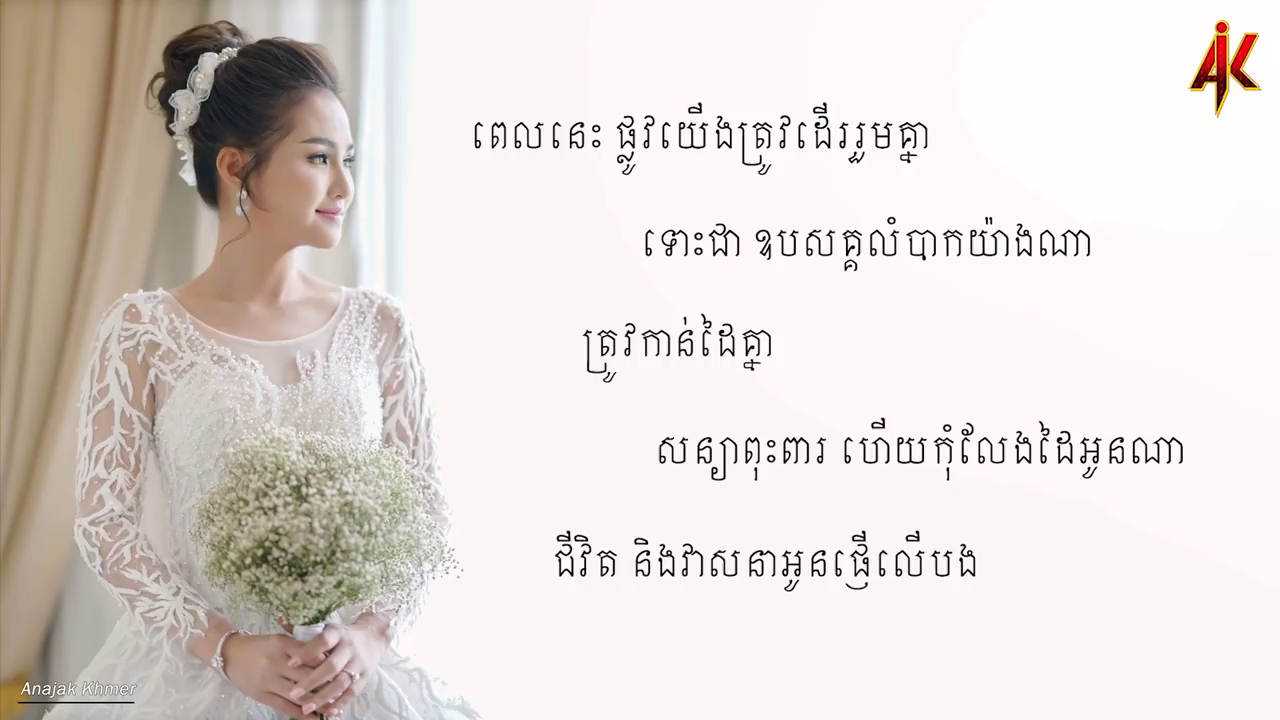 ពេលនេះ ផ្លូវយើងត្រូវដើររួមគ្នា
ទោះជា ឧបសគ្គលំបាកយ៉ាងណា
ត្រូវកាន់ដៃគ្នា
សន្យាពុះពារ ហើយកុំលែងដៃអូនណា
ជីវិត និងវាសនាអូនផ្ញើលើបង
AJK
Anajak Khmer